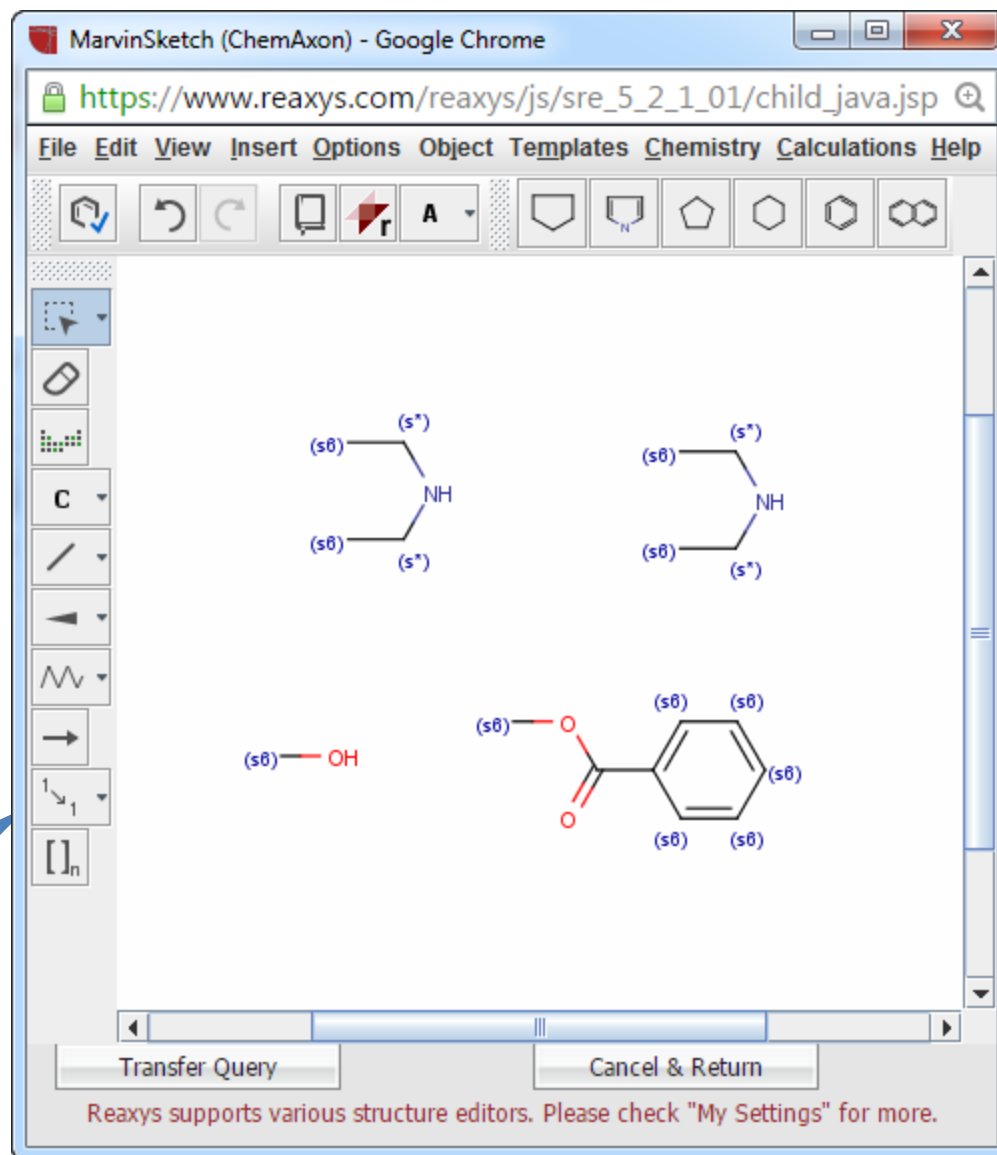 MarvinSketch (ChemAxon) - Google Chrome
https://www.reaxys.com/reaxys/js/sre_5_2_1_01/child_java.jsp
File Edit View Insert Options Object Templates Chemistry Calculations Help
r A N
C
1 1
[ ]n
(s*) (s*)
(s6) (s6)
NH NH
(s6) (s6)
(s*) (s*)
(s6) (s6)
(s6) O
(s6) OH (s6)
O
(s6) (s6)
Transfer Query Cancel & Return
Reaxys supports various structure editors. Please check "My Settings" for more.